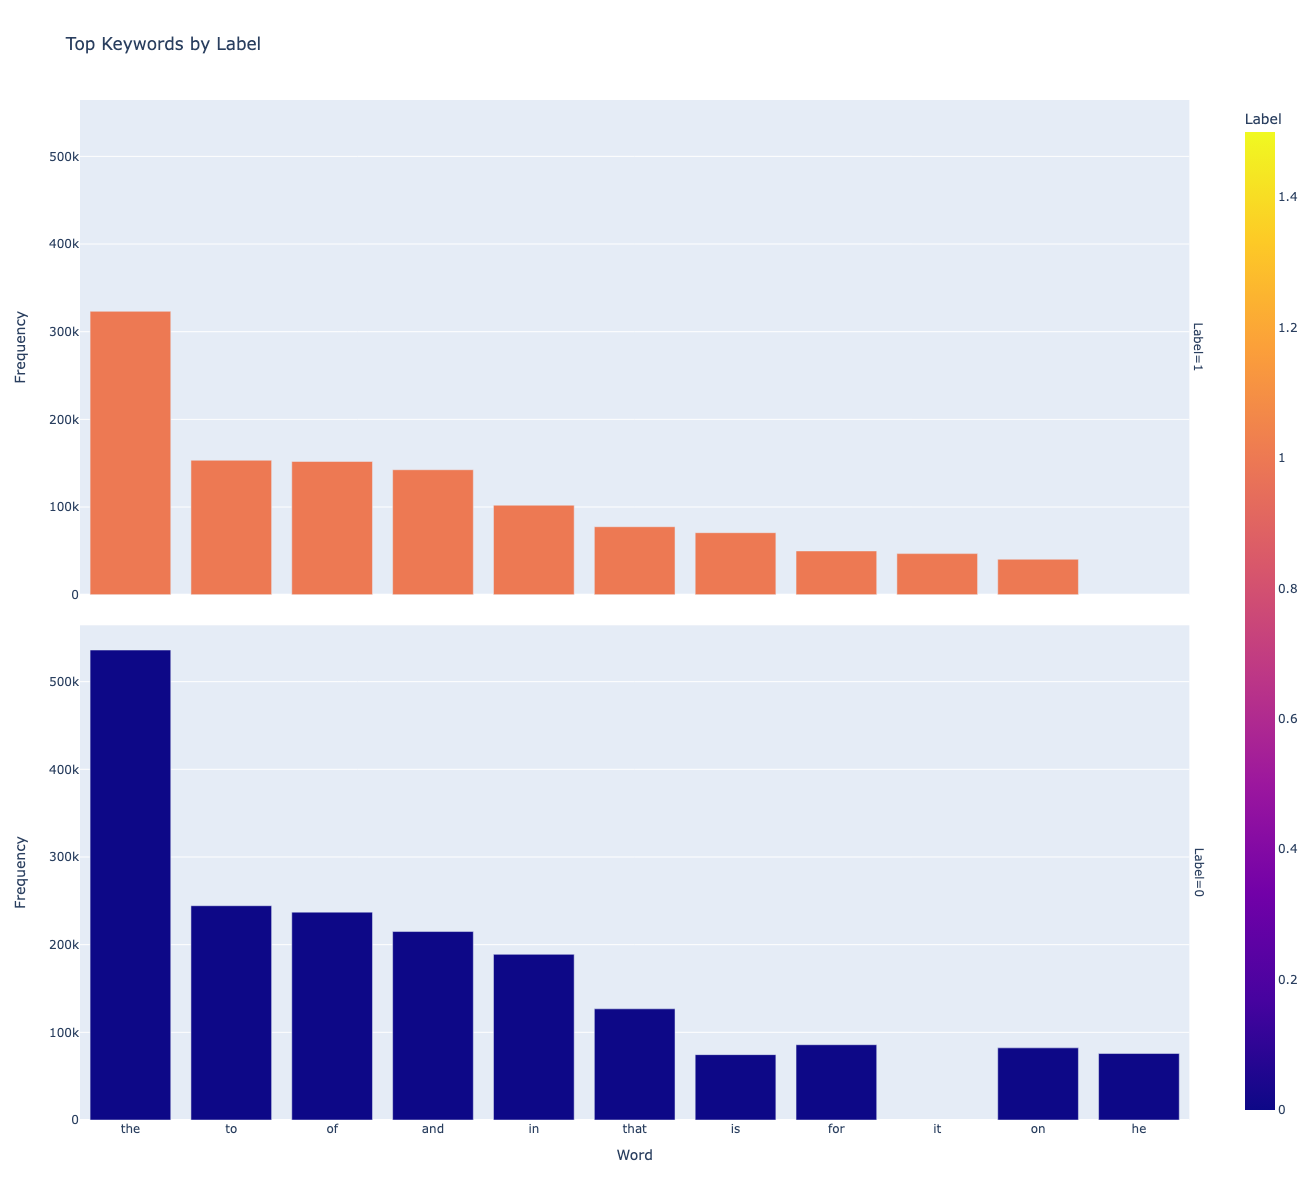 Top Keywords by Label
Frequency
500k
400k
300k
200k
100k
0
Label=1
Frequency
500k
400k
300k
200k
100k
0
Label=0
the to of and in that is for it on he
Word
Label
1.4
1.2
1
0.8
0.6
0.4
0.2
0